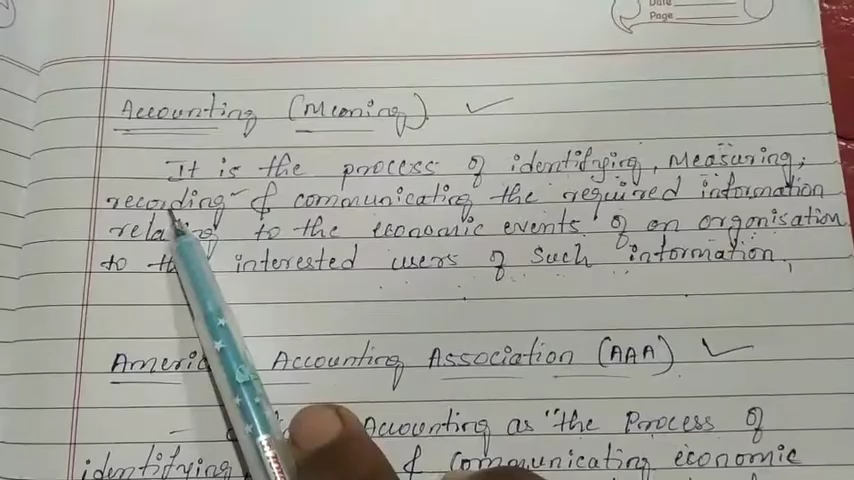 Date
Page
Accounting (Meaning)
It is the process of identifying, Measuring,
recording & communicating the required information
relating to the economic events of an organisation
to the interested users of such information.
American Accounting Association (AAA)
Accounting as "the Process of
identifying & communicating economic